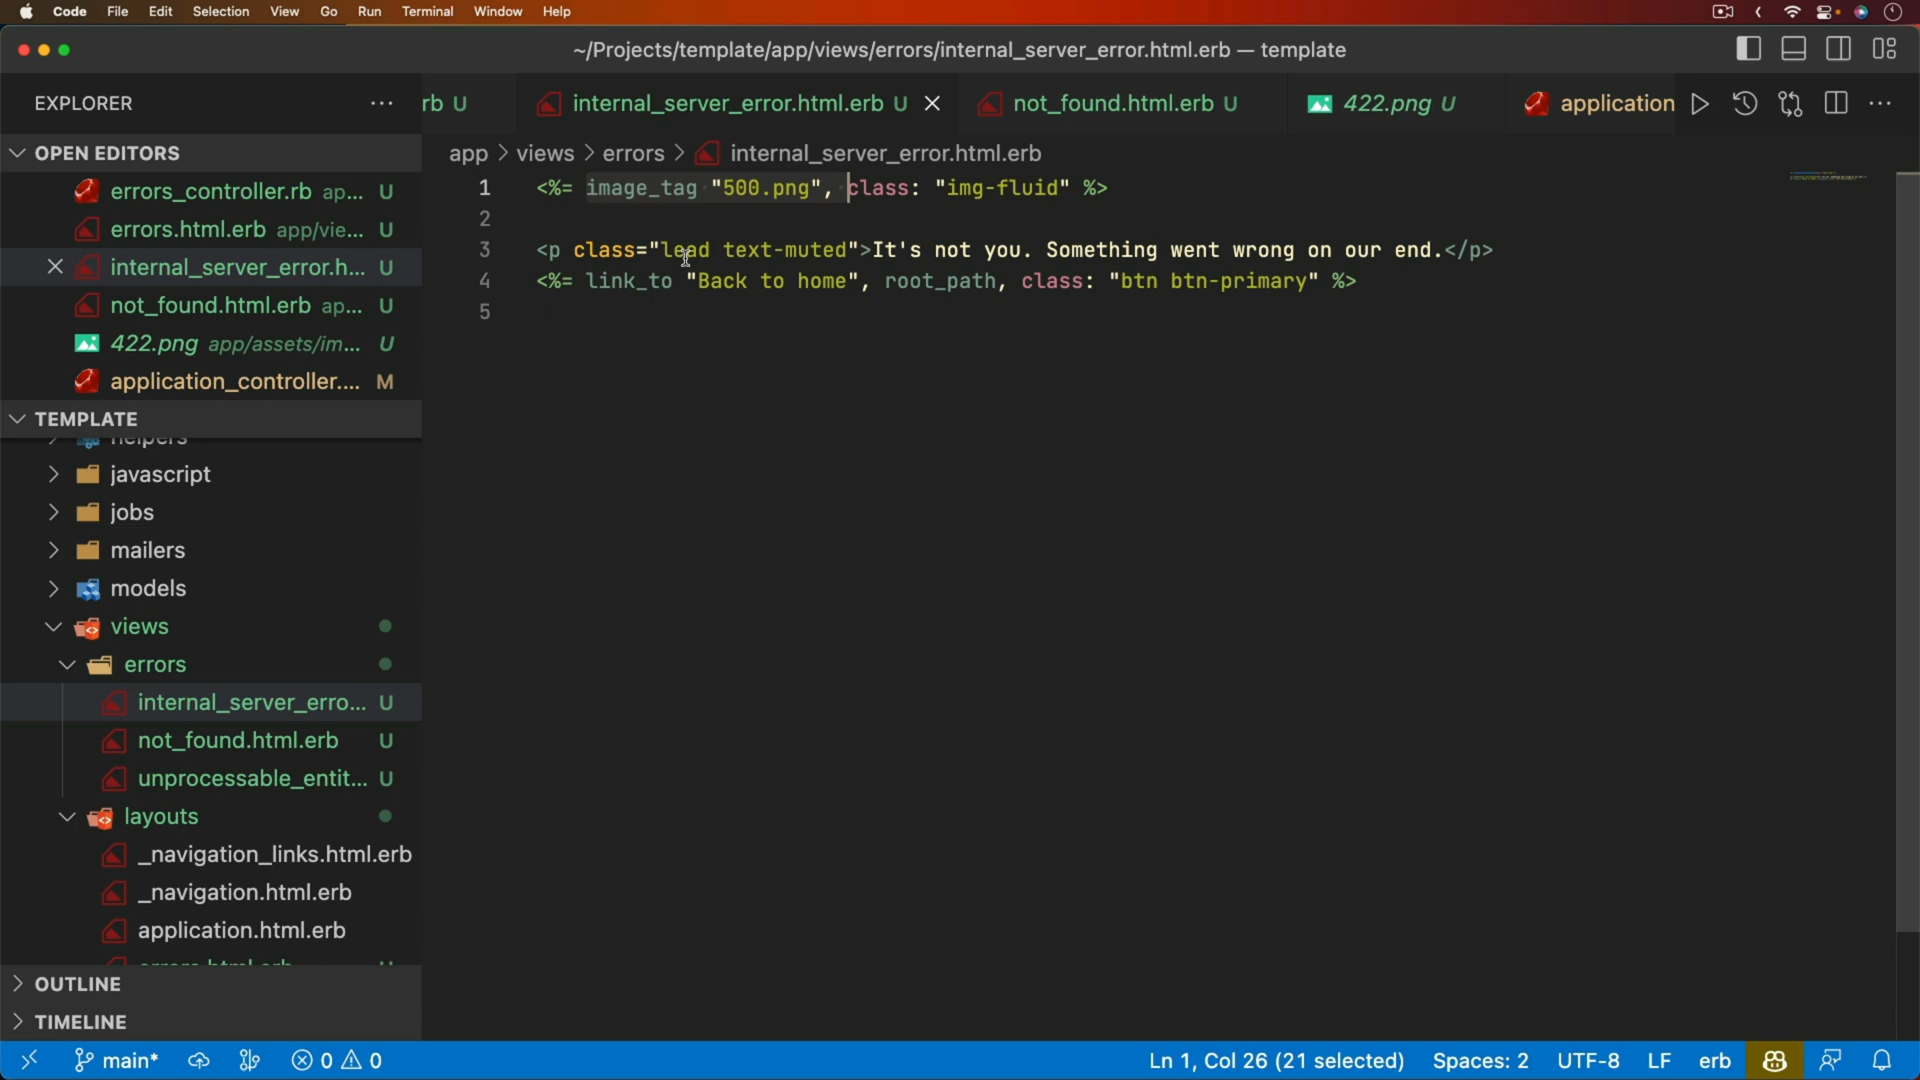 Code File Edit Selection View Go Run Terminal Window Help
~/Projects/template/app/views/errors/internal_server_error.html.erb — template
EXPLORER
rb U
internal_server_error.html.erb U
not_found.html.erb U
422.png U
application
OPEN EDITORS
errors_controller.rb ap... U
errors.html.erb app/vie... U
internal_server_error.h... U
not_found.html.erb ap... U
422.png app/assets/im... U
application_controller.... M
TEMPLATE
helpers
javascript
jobs
mailers
models
views
errors
internal_server_erro... U
not_found.html.erb U
unprocessable_entit... U
layouts
_navigation_links.html.erb
_navigation.html.erb
application.html.erb
errors.html.erb U
OUTLINE
TIMELINE
app > views > errors > internal_server_error.html.erb
1 <%= image_tag "500.png", class: "img-fluid" %>
2
3 <p class="lead text-muted">It's not you. Something went wrong on our end.</p>
4 <%= link_to "Back to home", root_path, class: "btn btn-primary" %>
5
main* 0 0
Ln 1, Col 26 (21 selected) Spaces: 2 UTF-8 LF erb